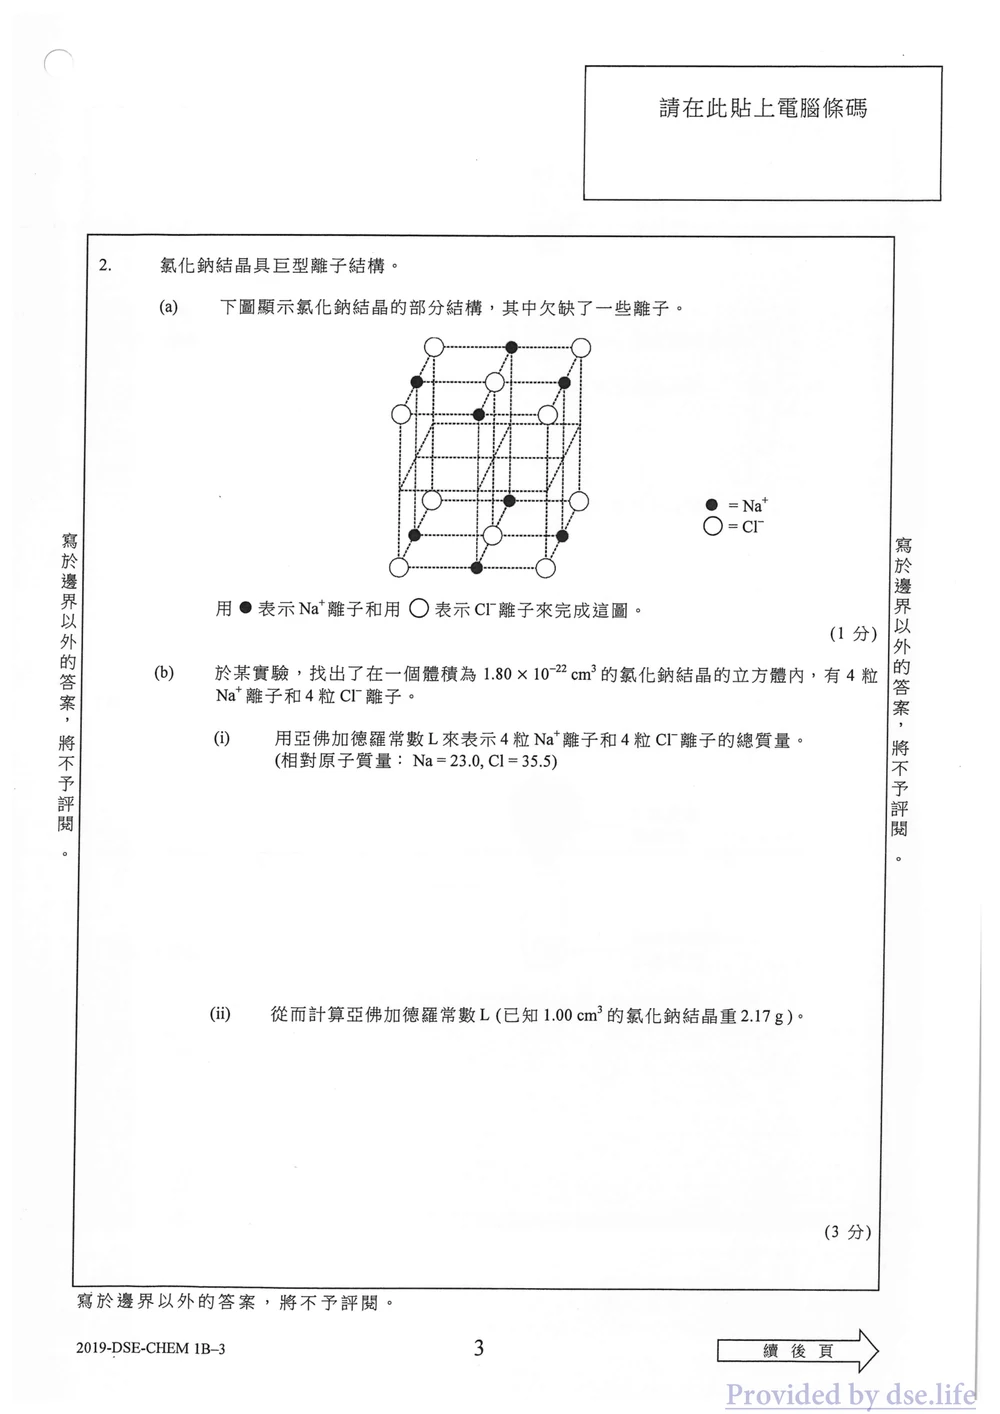 請在此貼上電腦條碼
2. 氯化鈉結晶具巨型離子結構。
(a) 下圖顯示氯化鈉結晶的部分結構，其中欠缺了一些離子。
● = Na⁺
○ = Cl⁻
用 ● 表示 Na⁺ 離子和用 ○ 表示 Cl⁻ 離子來完成這圖。
(1 分)
(b) 於某實驗，找出了在一個體積為 1.80 × 10⁻²² cm³ 的氯化鈉結晶的立方體內，有 4 粒
Na⁺ 離子和 4 粒 Cl⁻ 離子。
(i) 用亞佛加德羅常數 L 來表示 4 粒 Na⁺ 離子和 4 粒 Cl⁻ 離子的總質量。
(相對原子質量： Na = 23.0, Cl = 35.5)
(ii) 從而計算亞佛加德羅常數 L (已知 1.00 cm³ 的氯化鈉結晶重 2.17 g )。
(3 分)
寫於邊界以外的答案，將不予評閱。
寫於邊界以外的答案，將不予評閱。
寫於邊界以外的答案，將不予評閱。
2019-DSE-CHEM 1B–3
3
續後頁
Provided by dse.life